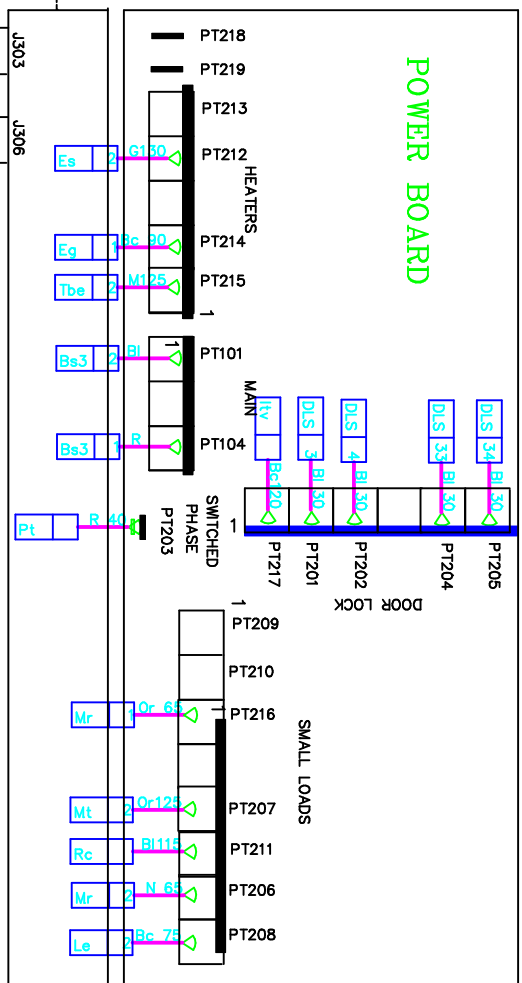 J303
J306
PT218
PT219
POWER BOARD
PT213
Es 2 G130 PT212
HEATERS
Eg 1 Bc 90 PT214
Tbe 2 M125 PT215
1
1
Bs3 2 Bl PT101
MAIN
Bs3 1 R PT104
Itv Bc120 PT217
DLS 3 Bl 30 PT201
DLS 4 Bl 30 PT202
DLS 33 Bl 30 PT204
DLS 34 Bl 30 PT205
1
DOOR LOCK
SWITCHED
PHASE
PT203
Pt R 40
1
PT209
PT210
1
Mr 1 Or 65 PT216
SMALL LOADS
Mt 2 Or125 PT207
Rc Bl115 PT211
Mr 2 N 65 PT206
Le 2 Bc 75 PT208